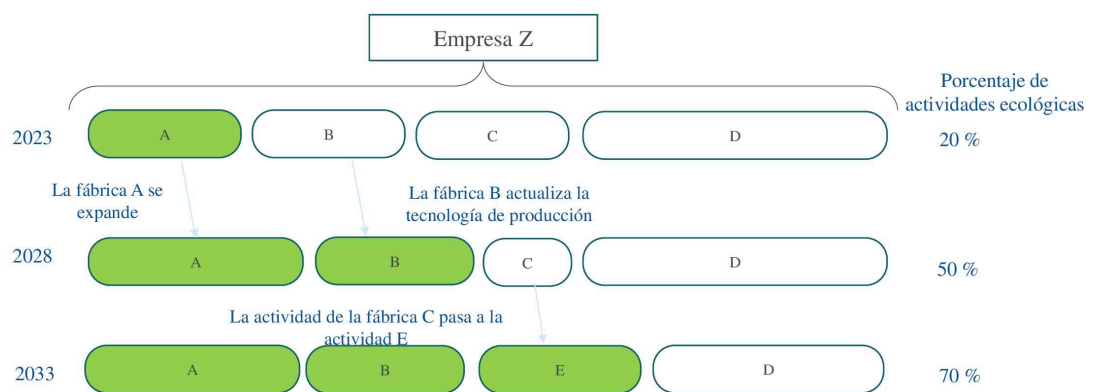 Empresa Z
Porcentaje de
actividades ecológicas
2023
A
B
C
D
20 %
La fábrica A se
expande
La fábrica B actualiza la
tecnología de producción
2028
A
B
C
D
50 %
La actividad de la fábrica C pasa a la
actividad E
2033
A
B
E
D
70 %